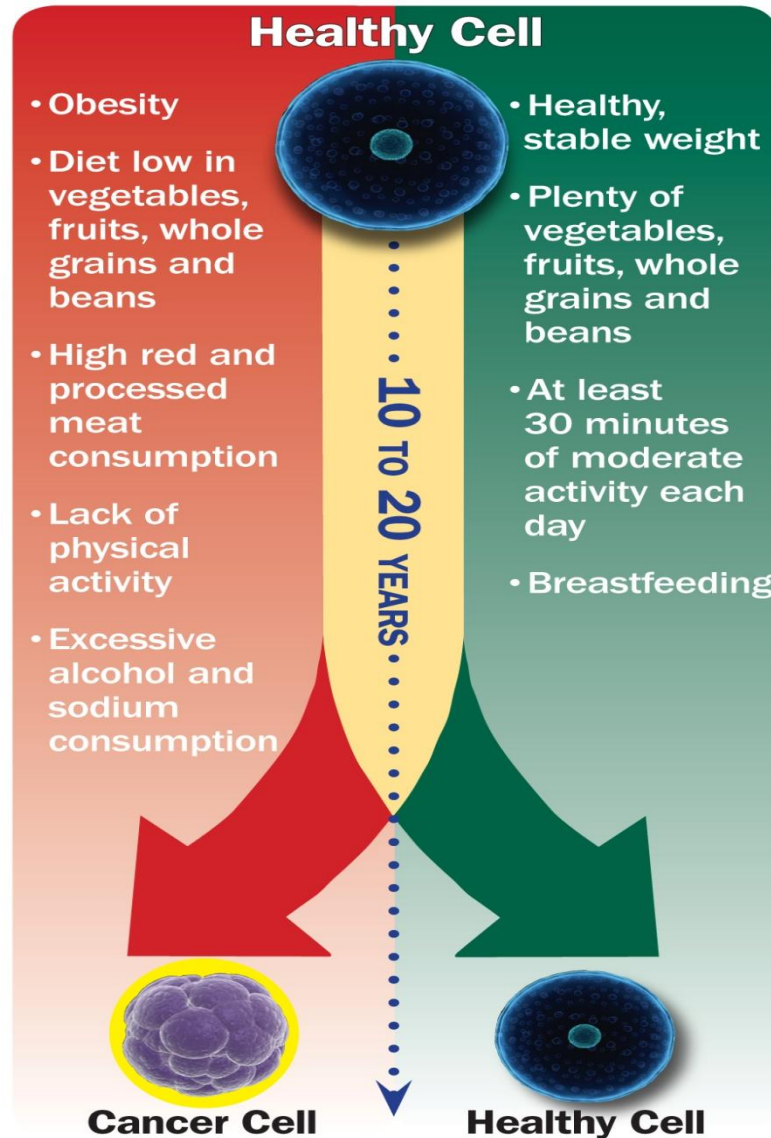 Healthy Cell
• Obesity
• Diet low in
vegetables,
fruits, whole
grains and
beans
• High red and
processed
meat
consumption
• Lack of
physical
activity
• Excessive
alcohol and
sodium
consumption
10 TO 20 YEARS
• Healthy,
stable weight
• Plenty of
vegetables,
fruits, whole
grains and
beans
• At least
30 minutes
of moderate
activity each
day
• Breastfeeding
Cancer Cell
Healthy Cell